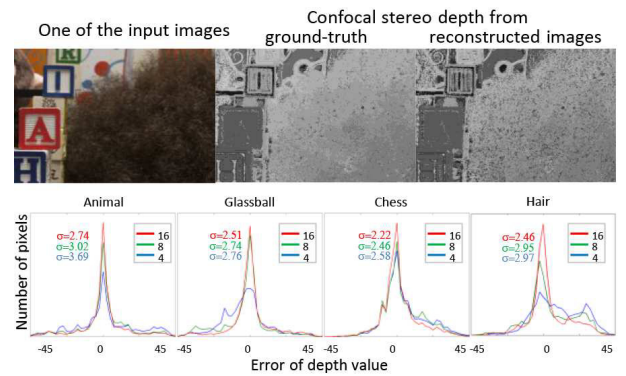 Confocal stereo depth from
One of the input images
ground-truth
reconstructed images
R
I
A
H
Animal
Glassball
Chess
Hair
Number of pixels
σ=2.74
σ=3.02
σ=3.69
16
8
4
σ=2.51
σ=2.74
σ=2.76
16
8
4
σ=2.22
σ=2.46
σ=2.58
16
8
4
σ=2.46
σ=2.95
σ=2.97
16
8
4
-45 0 45
-45 0 45
-45 0 45
-45 0 45
Error of depth value